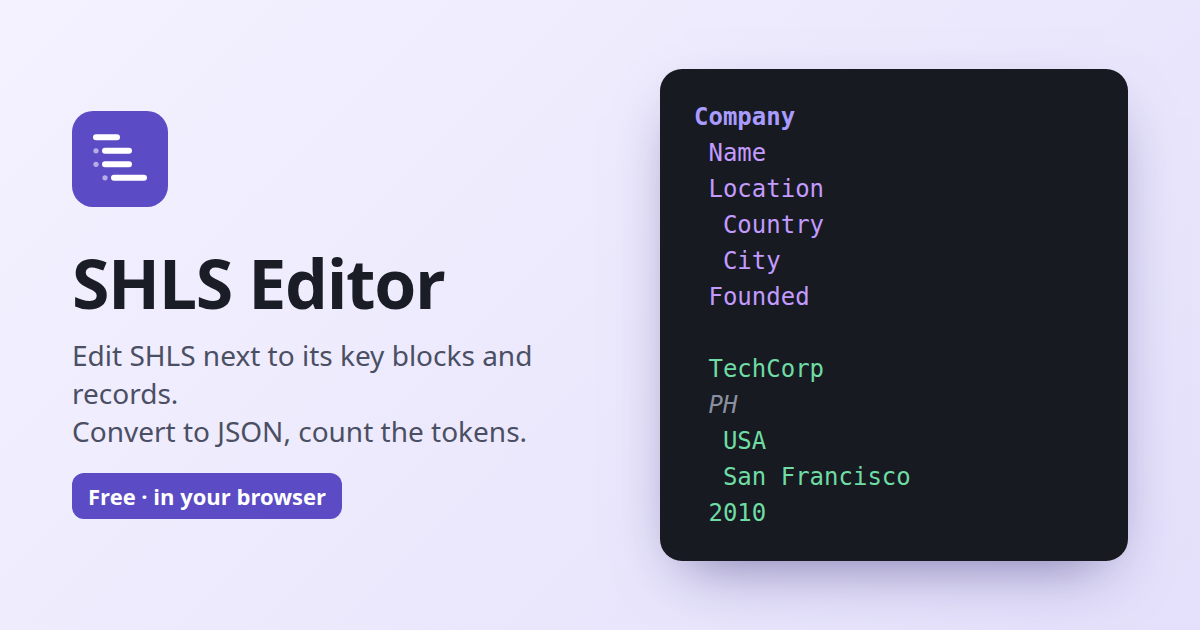 SHLS Editor
Edit SHLS next to its key blocks and
records.
Convert to JSON, count the tokens.
Free · in your browser
Company
 Name
 Location
  Country
  City
 Founded

 TechCorp
 PH
  USA
  San Francisco
 2010